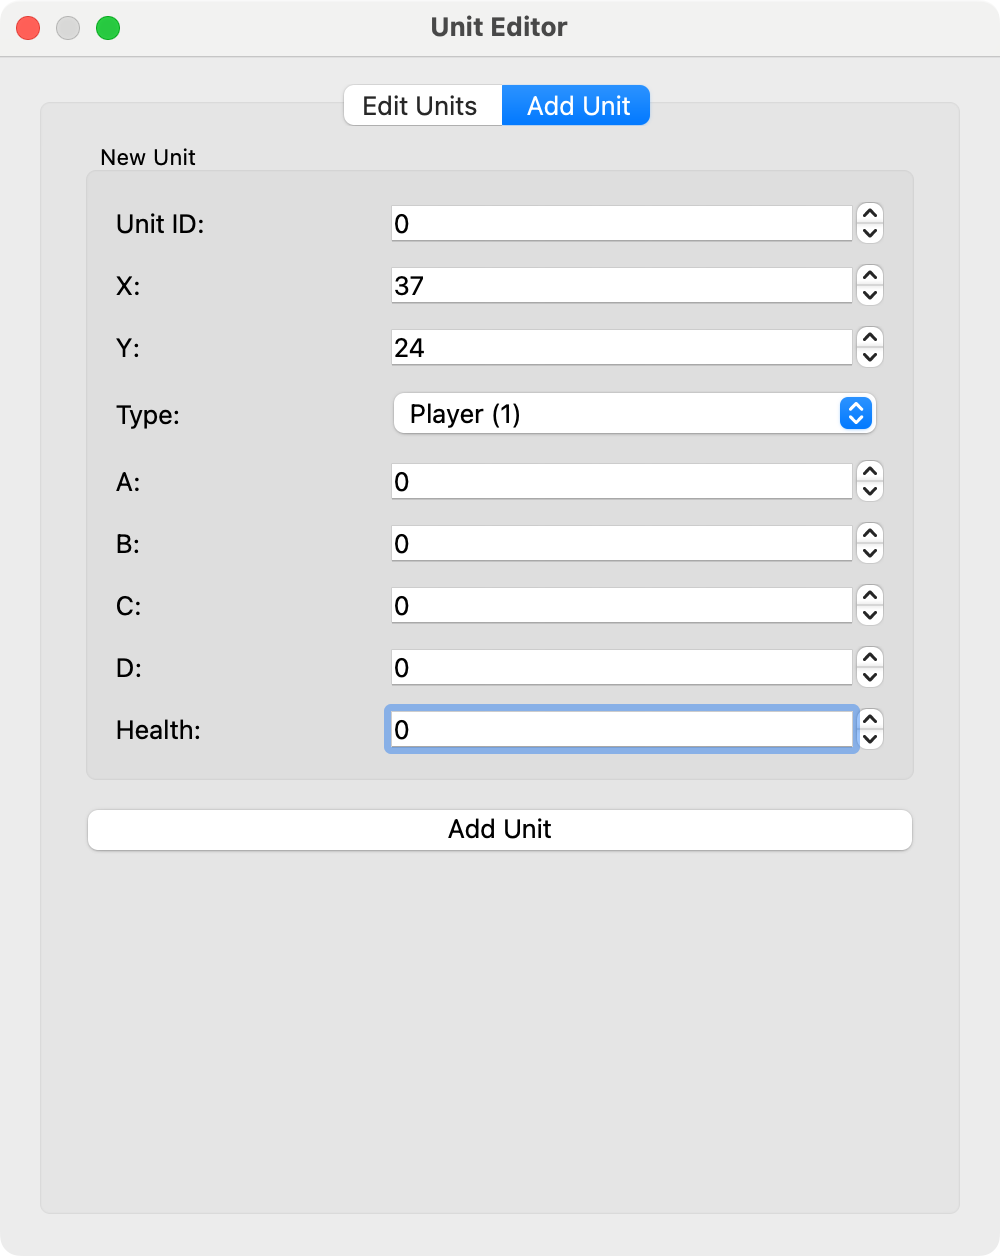 Unit Editor
Edit Units Add Unit
New Unit
Unit ID: 0
X: 37
Y: 24
Type: Player (1)
A: 0
B: 0
C: 0
D: 0
Health: 0
Add Unit